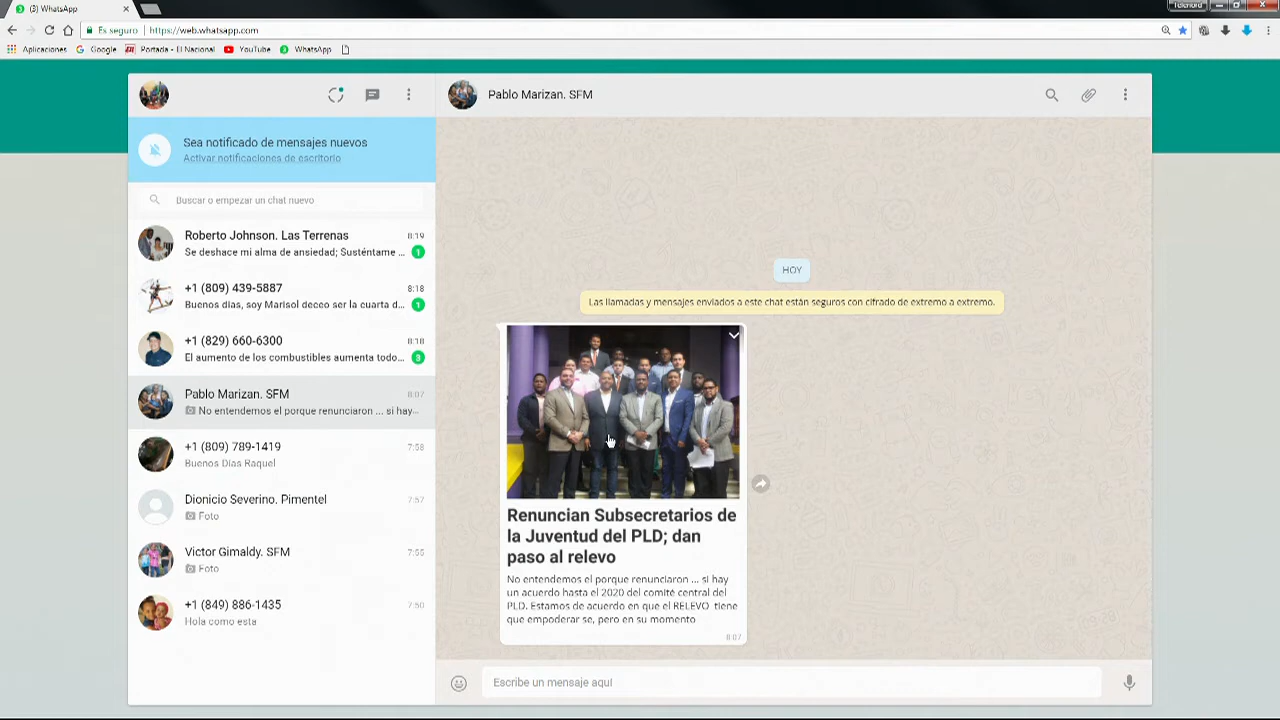 (3) WhatsApp
Telenord
Es seguro | https://web.whatsapp.com
Aplicaciones
Google
Portada - El Nacional
YouTube
WhatsApp
Pablo Marizan. SFM
Sea notificado de mensajes nuevos
Activar notificaciones de escritorio
Buscar o empezar un chat nuevo
Roberto Johnson. Las Terrenas 8:19
Se deshace mi alma de ansiedad; Susténtame ... 1
+1 (809) 439-5887 8:18
Buenos dias, soy Marisol deceo ser la cuarta d... 1
+1 (829) 660-6300 8:18
El aumento de los combustibles aumenta todo... 3
Pablo Marizan. SFM 8:07
No entendemos el porque renunciaron ... si hay...
+1 (809) 789-1419 7:58
Buenos Dias Raquel
Dionicio Severino. Pimentel 7:57
Foto
Victor Gimaldy. SFM 7:55
Foto
+1 (849) 886-1435 7:50
Hola como esta
HOY
Las llamadas y mensajes enviados a este chat están seguros con cifrado de extremo a extremo.
Renuncian Subsecretarios de
la Juventud del PLD; dan
paso al relevo
No entendemos el porque renunciaron ... si hay
un acuerdo hasta el 2020 del comité central del
PLD. Estamos de acuerdo en que el RELEVO tiene
que empoderar se, pero en su momento
8:07
Escribe un mensaje aquí